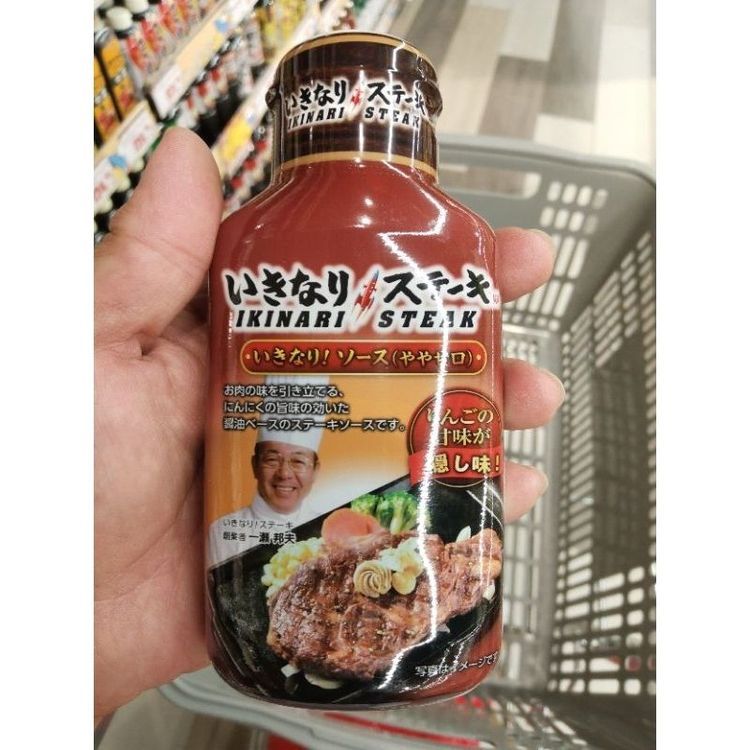 いきなり ステーキ
IKINARI STEAK
いきなり ステーキ
IKINARI STEAK
・いきなり! ソース(やや甘口)・
お肉の味を引き立てる、
にんにくの旨味の効いた
醤油ベースのステーキソースです。
りんごの
甘味が
隠し味!
いきなり!ステーキ
創業者 一瀬 邦夫
写真はイメージです